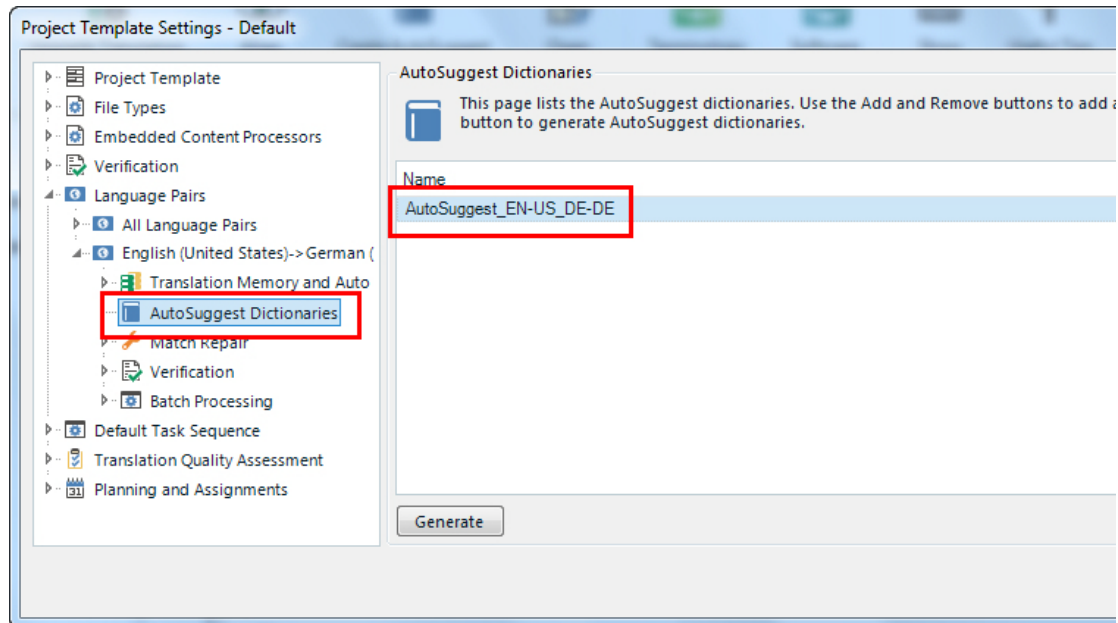 Project Template Settings - Default
Project Template
File Types
Embedded Content Processors
Verification
Language Pairs
All Language Pairs
English (United States)->German (
Translation Memory and Auto
AutoSuggest Dictionaries
Match Repair
Verification
Batch Processing
Default Task Sequence
Translation Quality Assessment
Planning and Assignments
AutoSuggest Dictionaries
This page lists the AutoSuggest dictionaries. Use the Add and Remove buttons to add a
button to generate AutoSuggest dictionaries.
Name
AutoSuggest_EN-US_DE-DE
Generate